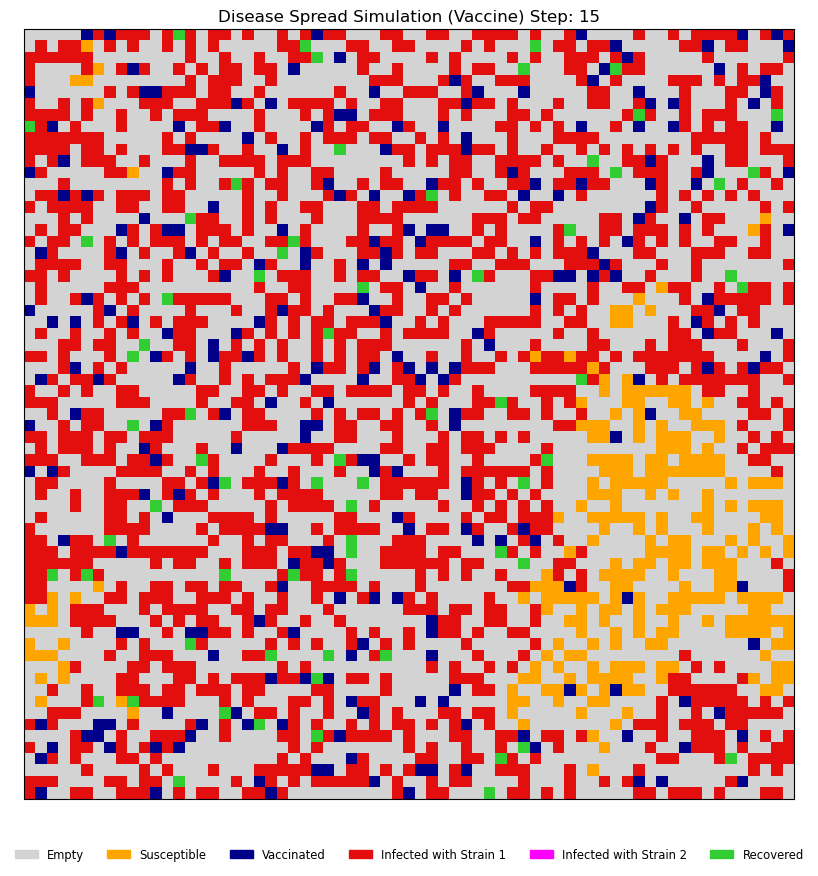 Disease Spread Simulation (Vaccine) Step: 15
Empty Susceptible Vaccinated Infected with Strain 1 Infected with Strain 2 Recovered